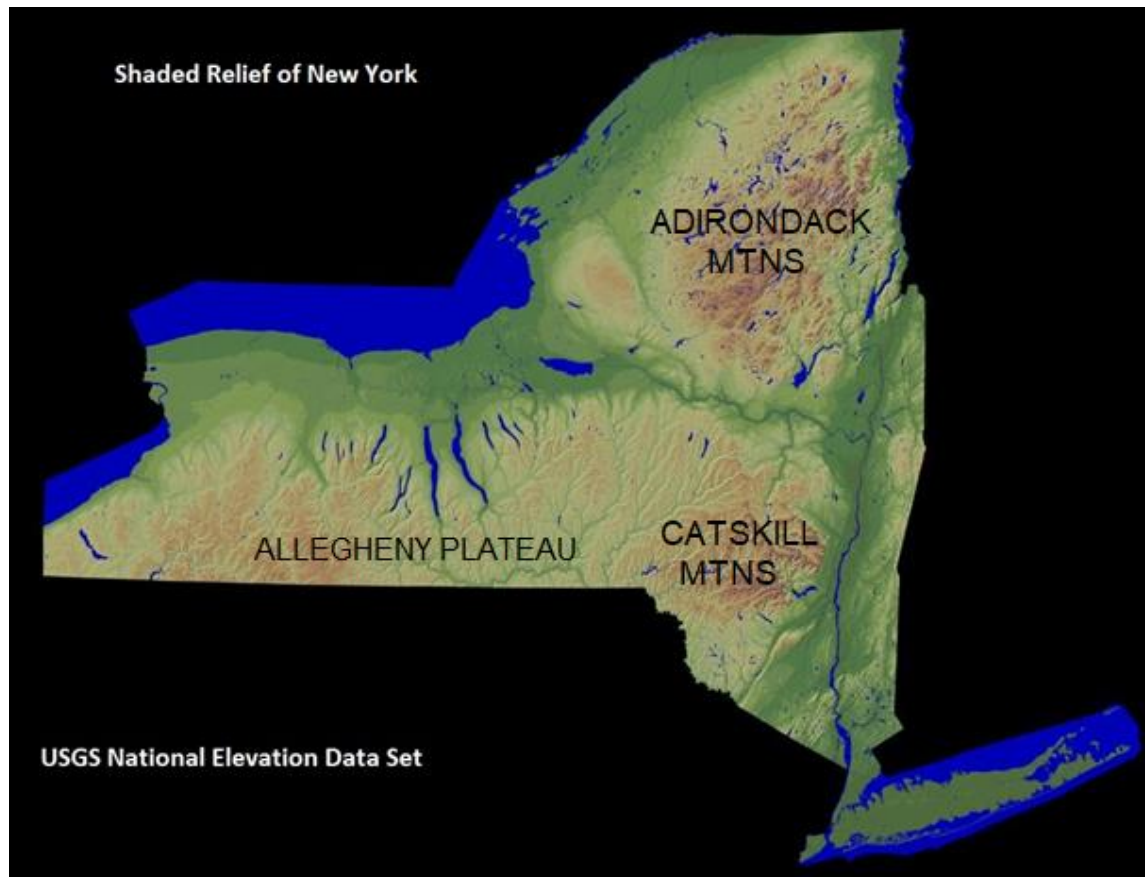 Shaded Relief of New York
ADIRONDACK
MTNS
CATSKILL
MTNS
ALLEGHENY PLATEAU
USGS National Elevation Data Set